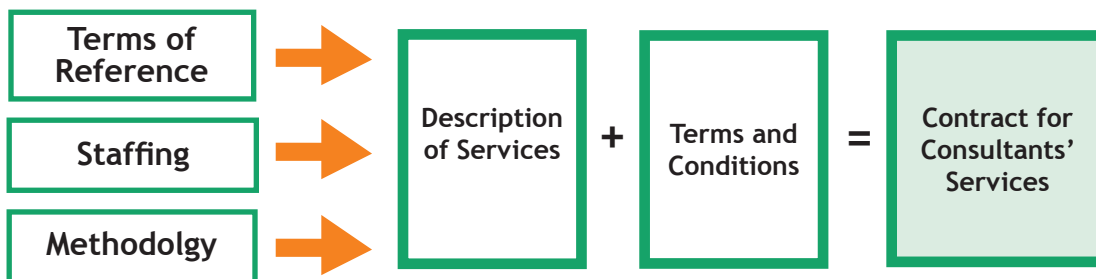 Terms of
Reference
Staffing
Methodolgy
Description
of Services
+
Terms and
Conditions
=
Contract for
Consultants’
Services